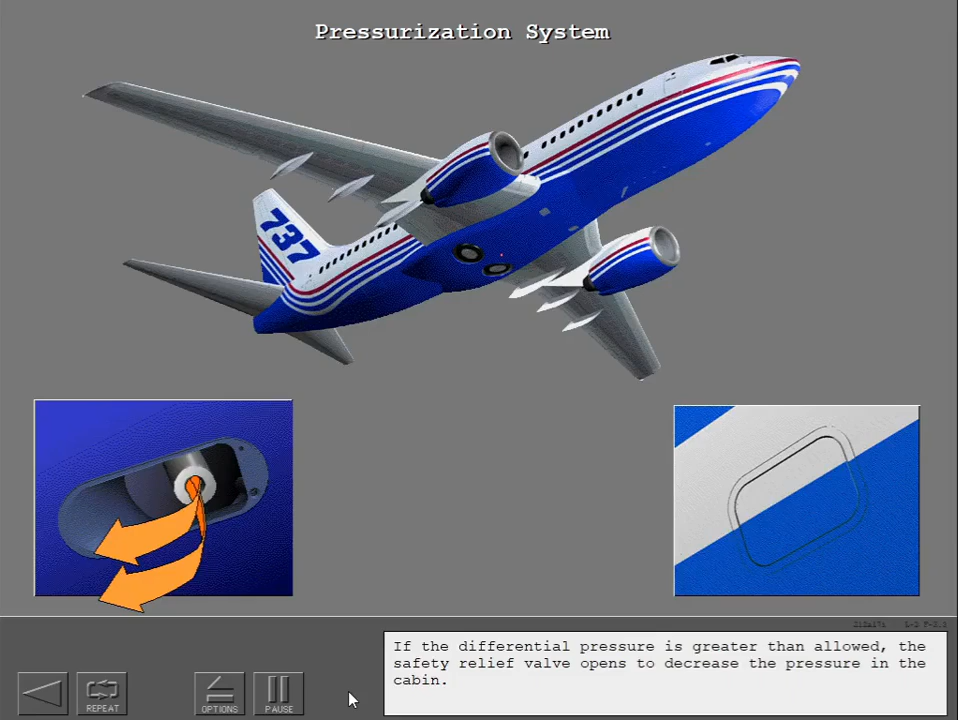 Pressurization System
737
If the differential pressure is greater than allowed, the
safety relief valve opens to decrease the pressure in the
cabin.
REPEAT
OPTIONS
PAUSE